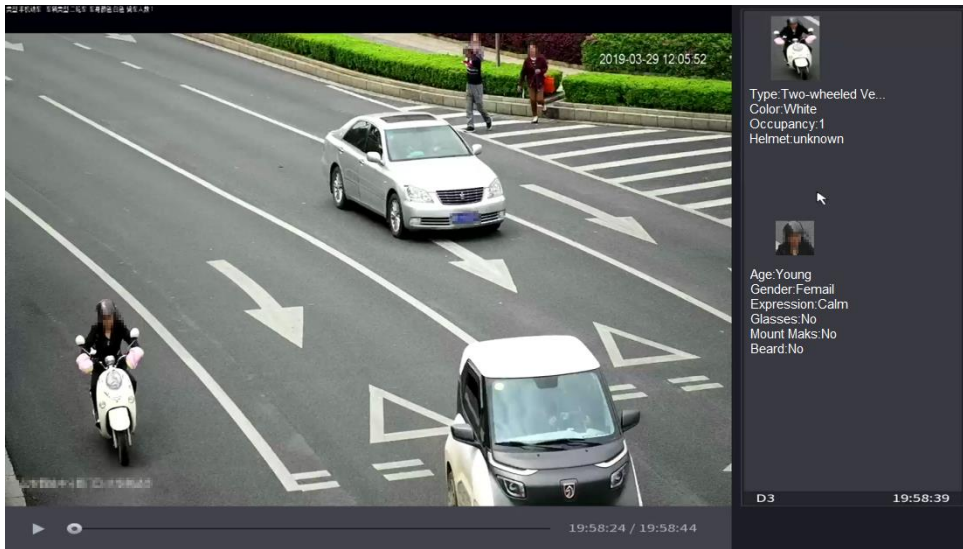 2019-03-29 12:05:52
Type:Two-wheeled Ve...
Color:White
Occupancy:1
Helmet:unknown
Age:Young
Gender:Femail
Expression:Calm
Glasses:No
Mount Maks:No
Beard:No
D3 19:58:39
19:58:24 / 19:58:44